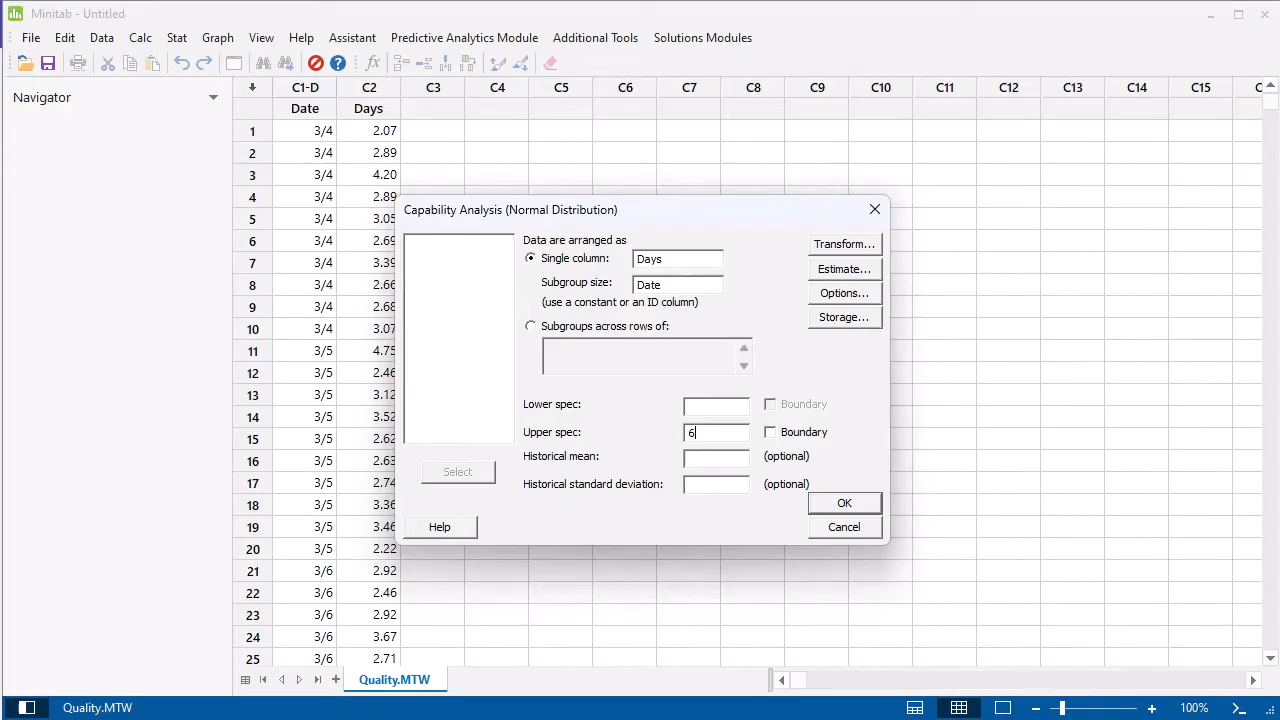 Minitab - Untitled
File Edit Data Calc Stat Graph View Help Assistant Predictive Analytics Module Additional Tools Solutions Modules
Navigator
C1-D C2 C3 C4 C5 C6 C7 C8 C9 C10 C11 C12 C13 C14 C15 C
Date Days
1 3/4 2.07
2 3/4 2.89
3 3/4 4.20
4 3/4 2.89
5 3/4 3.05
6 3/4 2.69
7 3/4 3.39
8 3/4 2.66
9 3/4 2.68
10 3/4 3.07
11 3/5 4.75
12 3/5 2.46
13 3/5 3.12
14 3/5 3.52
15 3/5 2.62
16 3/5 2.63
17 3/5 2.74
18 3/5 3.36
19 3/5 3.46
20 3/5 2.22
21 3/6 2.92
22 3/6 2.46
23 3/6 2.92
24 3/6 3.67
25 3/6 2.71
Capability Analysis (Normal Distribution)
Data are arranged as
Single column: Days
Subgroup size: Date
(use a constant or an ID column)
Subgroups across rows of:
Transform...
Estimate...
Options...
Storage...
Lower spec: Boundary
Upper spec: 6 Boundary
Historical mean: (optional)
Historical standard deviation: (optional)
Select
OK
Help
Cancel
Quality.MTW
Quality.MTW
100%